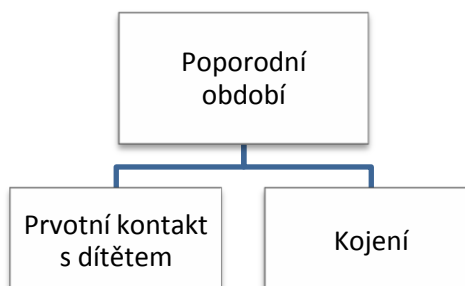 Poporodní
období
Prvotní kontakt
s dítětem
Kojení